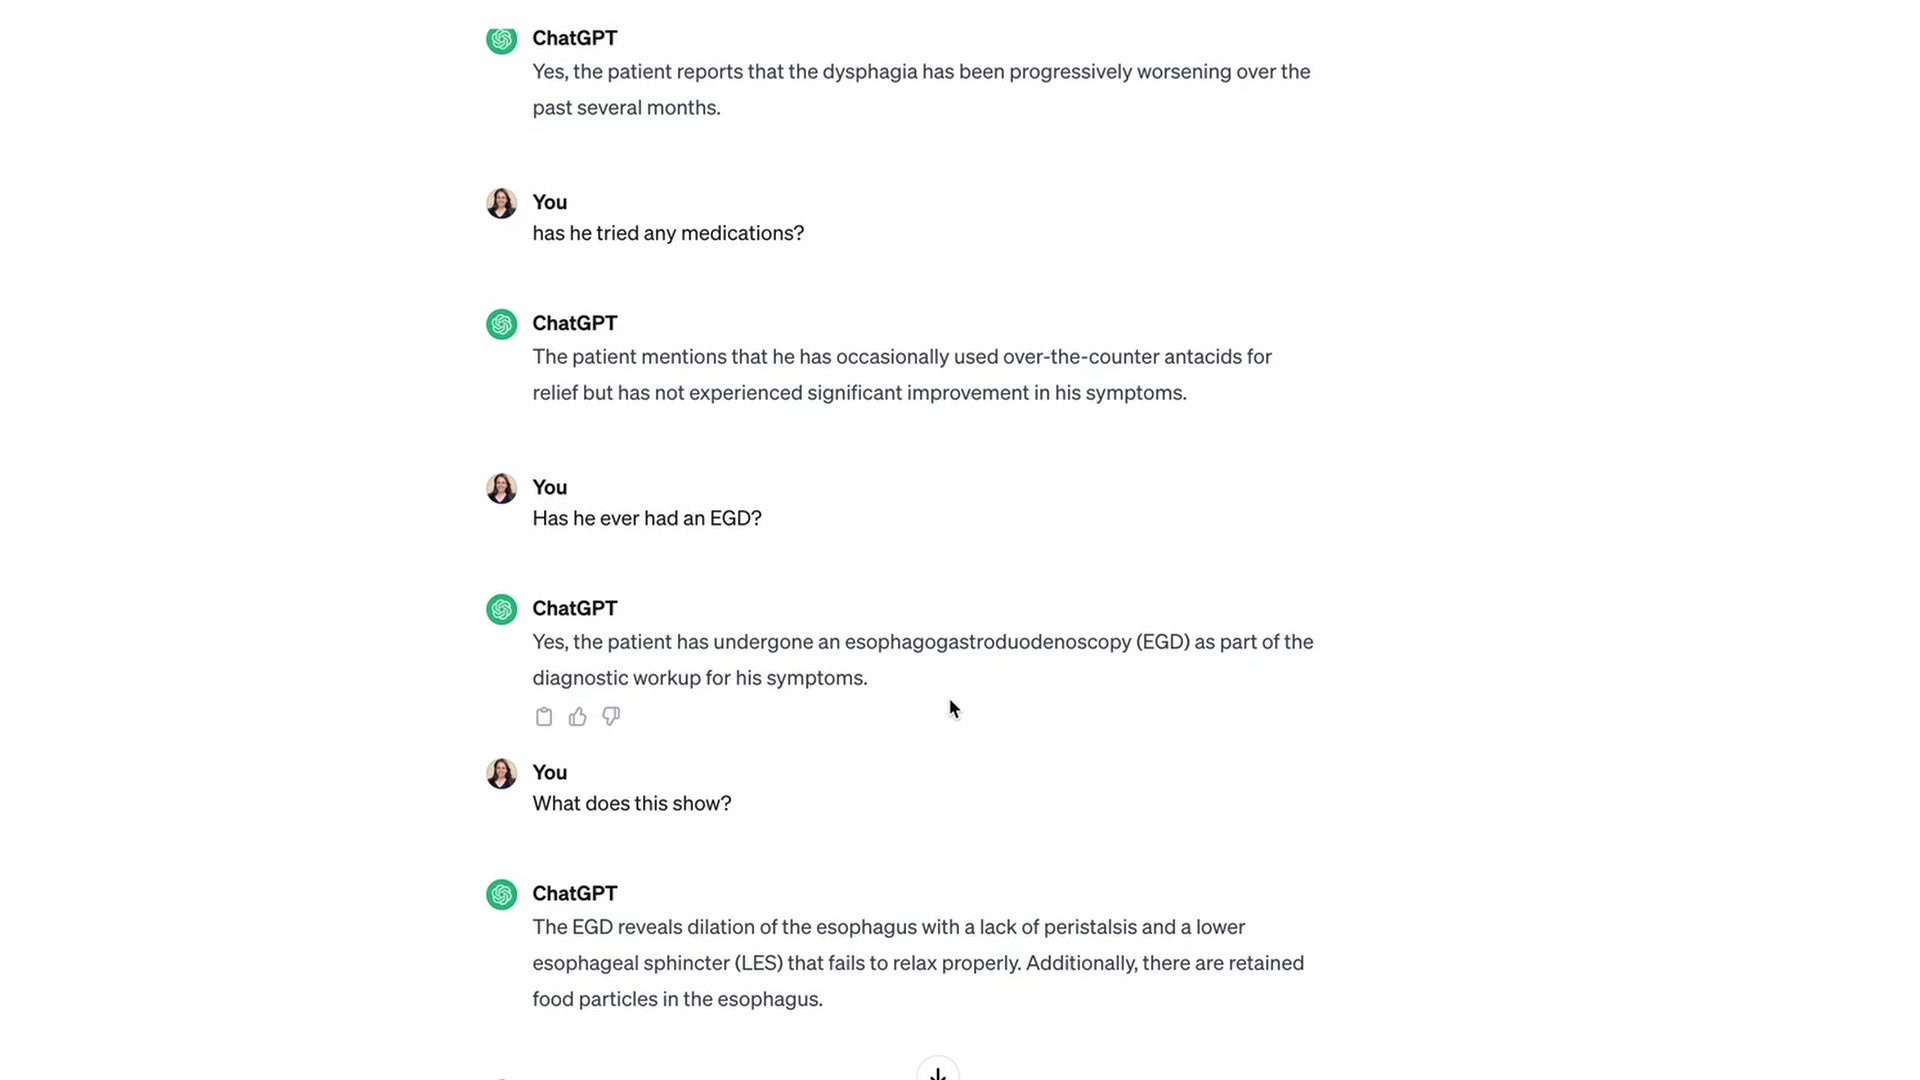 ChatGPT
Yes, the patient reports that the dysphagia has been progressively worsening over the
past several months.
You
has he tried any medications?
ChatGPT
The patient mentions that he has occasionally used over-the-counter antacids for
relief but has not experienced significant improvement in his symptoms.
You
Has he ever had an EGD?
ChatGPT
Yes, the patient has undergone an esophagogastroduodenoscopy (EGD) as part of the
diagnostic workup for his symptoms.
You
What does this show?
ChatGPT
The EGD reveals dilation of the esophagus with a lack of peristalsis and a lower
esophageal sphincter (LES) that fails to relax properly. Additionally, there are retained
food particles in the esophagus.